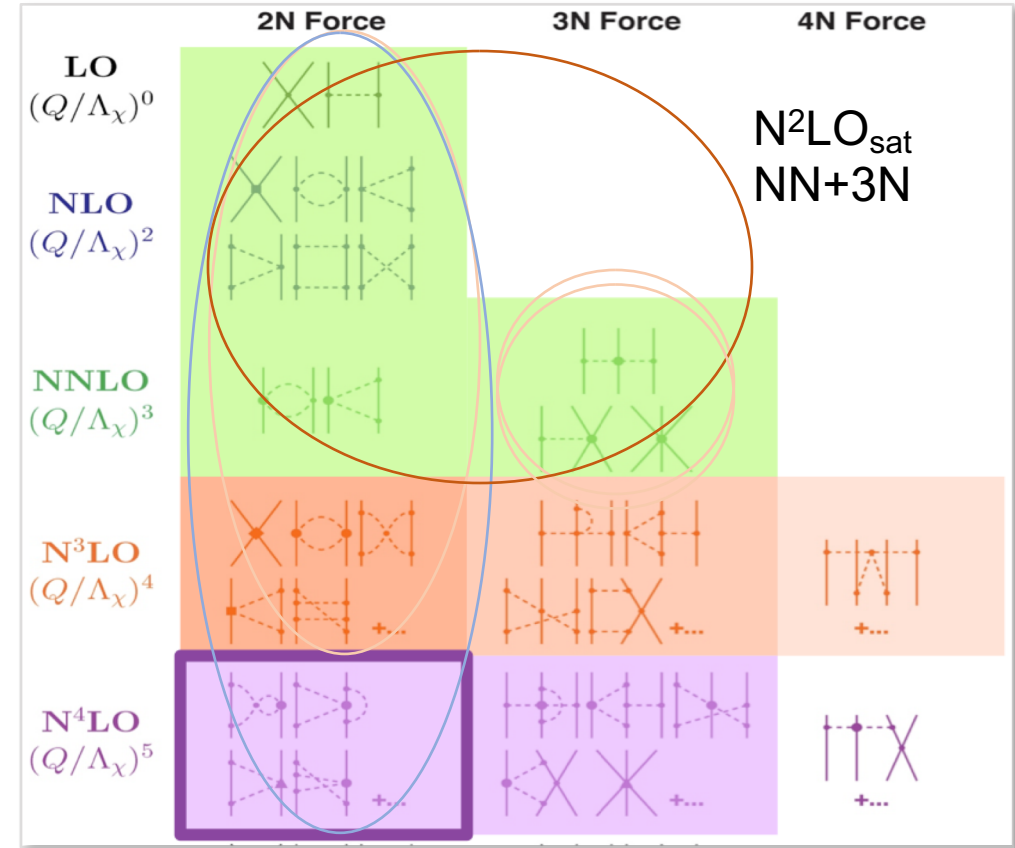 2N Force 3N Force 4N Force
LO
(Q/Λχ)⁰
N²LOsat
NN+3N
NLO
(Q/Λχ)²
NNLO
(Q/Λχ)³
N³LO
(Q/Λχ)⁴
+... +... +...
N⁴LO
(Q/Λχ)⁵
+... +... +...